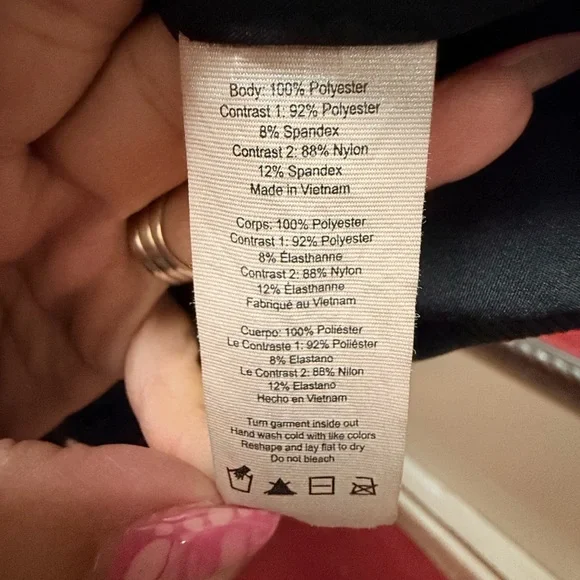 Body: 100% Polyester
Contrast 1: 92% Polyester
8% Spandex
Contrast 2: 88% Nylon
12% Spandex
Made in Vietnam
Corps: 100% Polyester
Contrast 1: 92% Polyester
8% Élasthanne
Contrast 2: 88% Nylon
12% Élasthanne
Fabriqué au Vietnam
Cuerpo: 100% Poliéster
Le Contraste 1: 92% Poliéster
8% Elastano
Le Contrast 2: 88% Nilon
12% Elastano
Hecho en Vietnam
Turn garment inside out
Hand wash cold with like colors
Reshape and lay flat to dry
Do not bleach